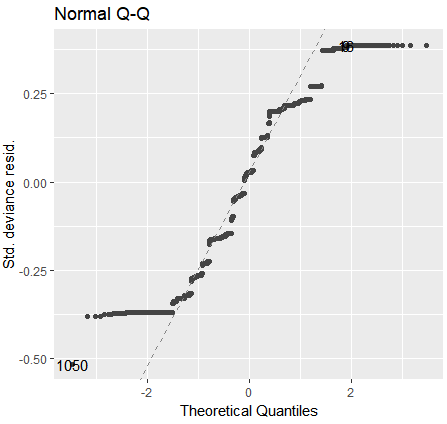 Normal Q-Q
Std. deviance resid.
0.25
0.00
-0.25
-0.50
1050
-2
0
2
Theoretical Quantiles